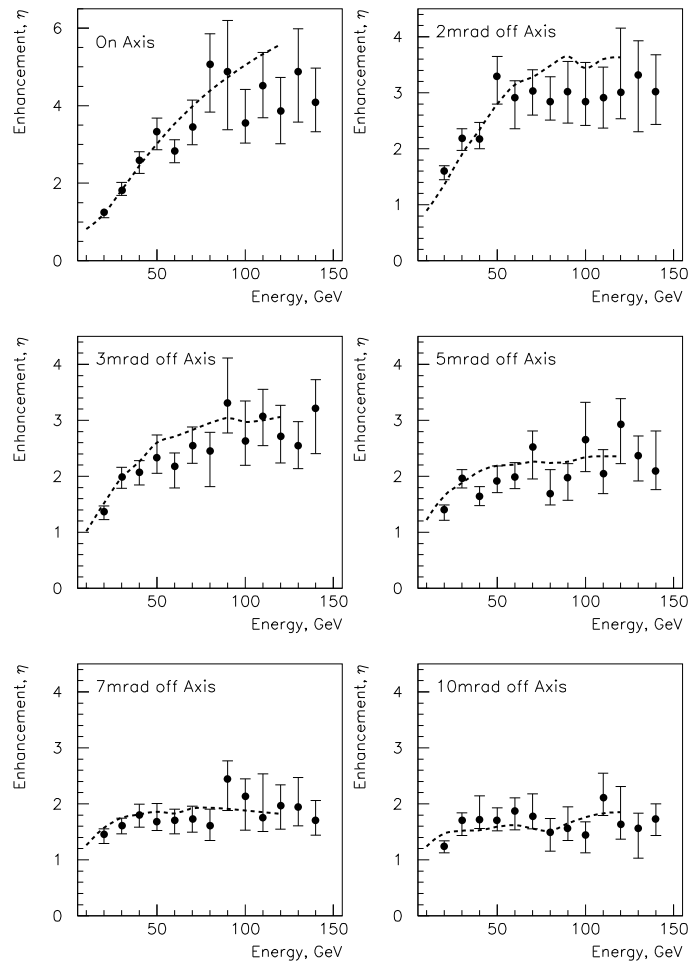 Enhancement, η
On Axis
6
4
2
0
50
100
150
Energy, GeV
Enhancement, η
2mrad off Axis
4
3
2
1
0
50
100
150
Energy, GeV
Enhancement, η
3mrad off Axis
4
3
2
1
0
50
100
150
Energy, GeV
Enhancement, η
5mrad off Axis
4
3
2
1
0
50
100
150
Energy, GeV
Enhancement, η
7mrad off Axis
4
3
2
1
0
50
100
150
Energy, GeV
Enhancement, η
10mrad off Axis
4
3
2
1
0
50
100
150
Energy, GeV